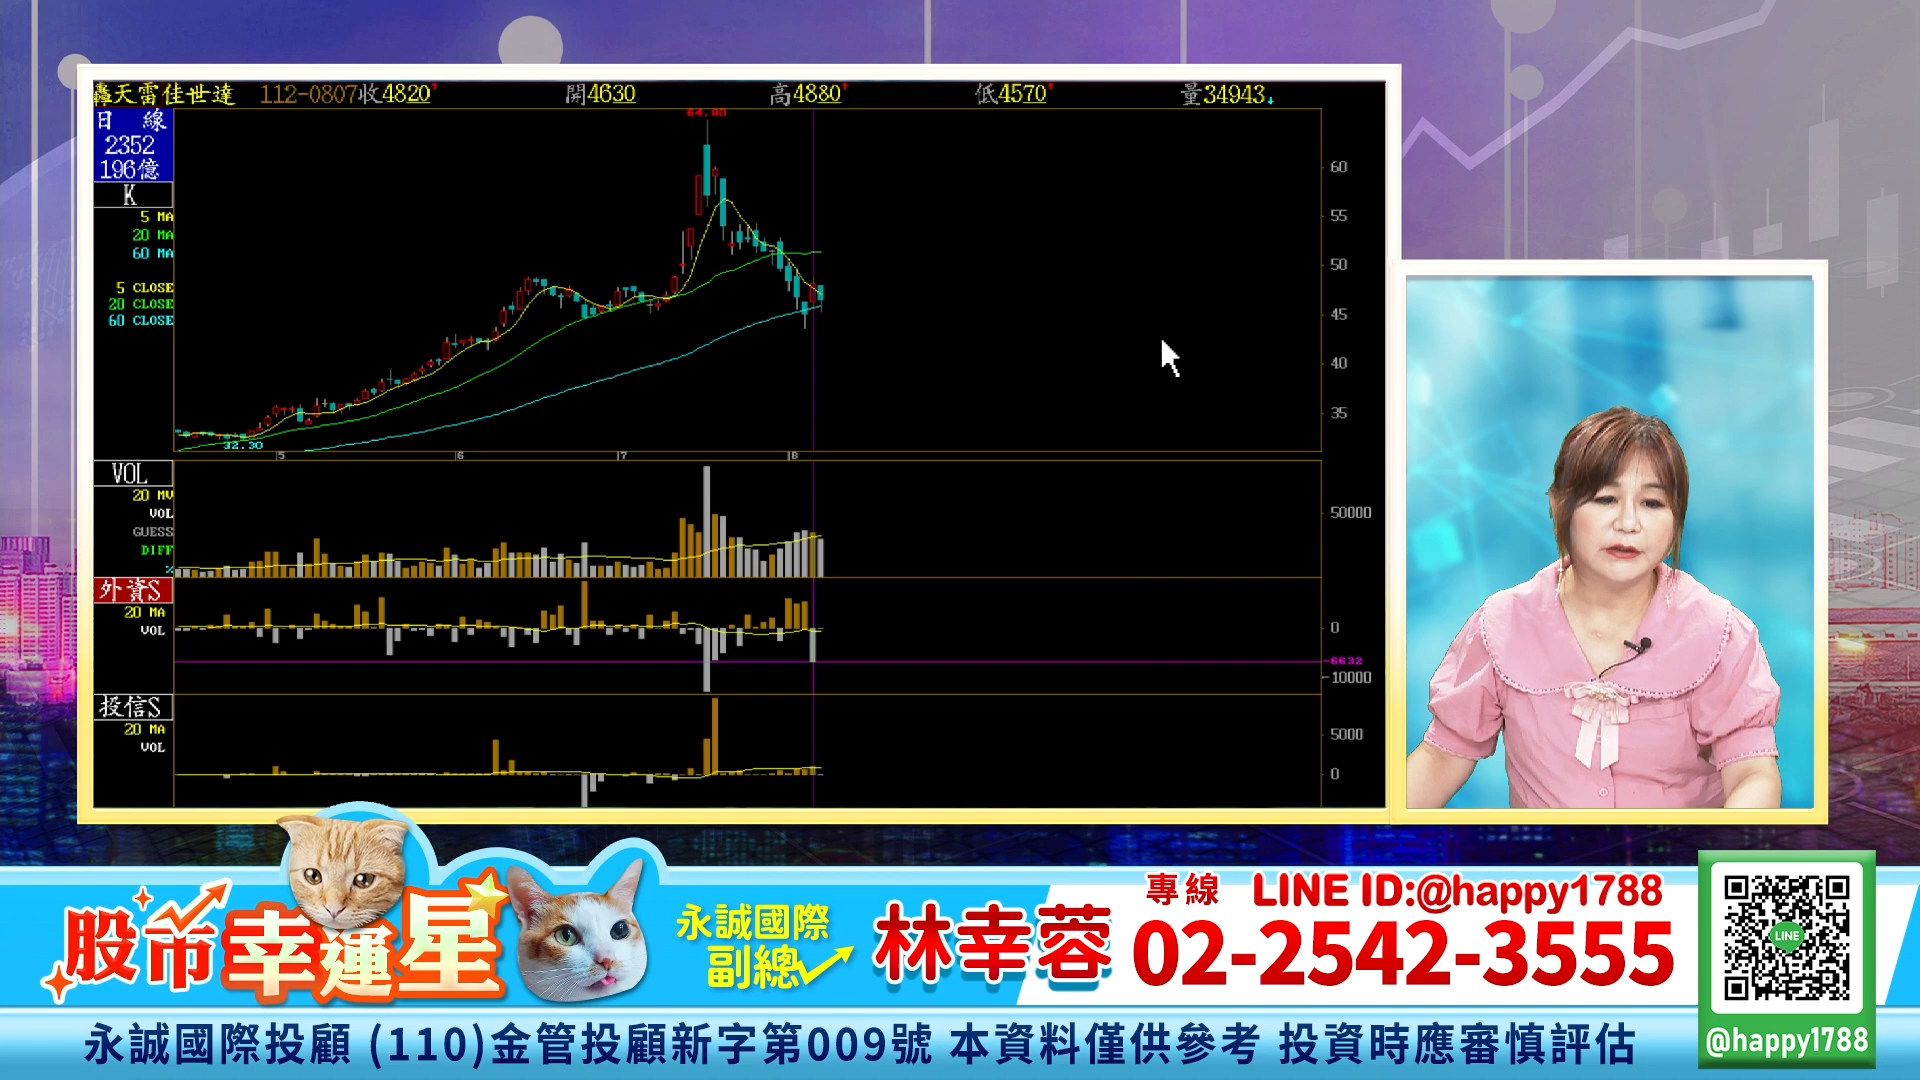 轟天雷佳世達 112-0807收4820 開4630 高4880 低4570 量34943
日 線
2352
196億
K
5 MA
20 MA
60 MA
5 CLOSE
20 CLOSE
60 CLOSE
64.80
32.30
60
55
50
45
40
35
5 6 7 8
VOL
20 MV
VOL
GUESS
DIFF
%
50000
外資S
20 MA
VOL
0
-6632
-10000
投信S
20 MA
VOL
5000
0
股市幸運星
永誠國際
副總
林幸蓉
專線 LINE ID:@happy1788
02-2542-3555
LINE
@happy1788
永誠國際投顧 (110)金管投顧新字第009號 本資料僅供參考 投資時應審慎評估